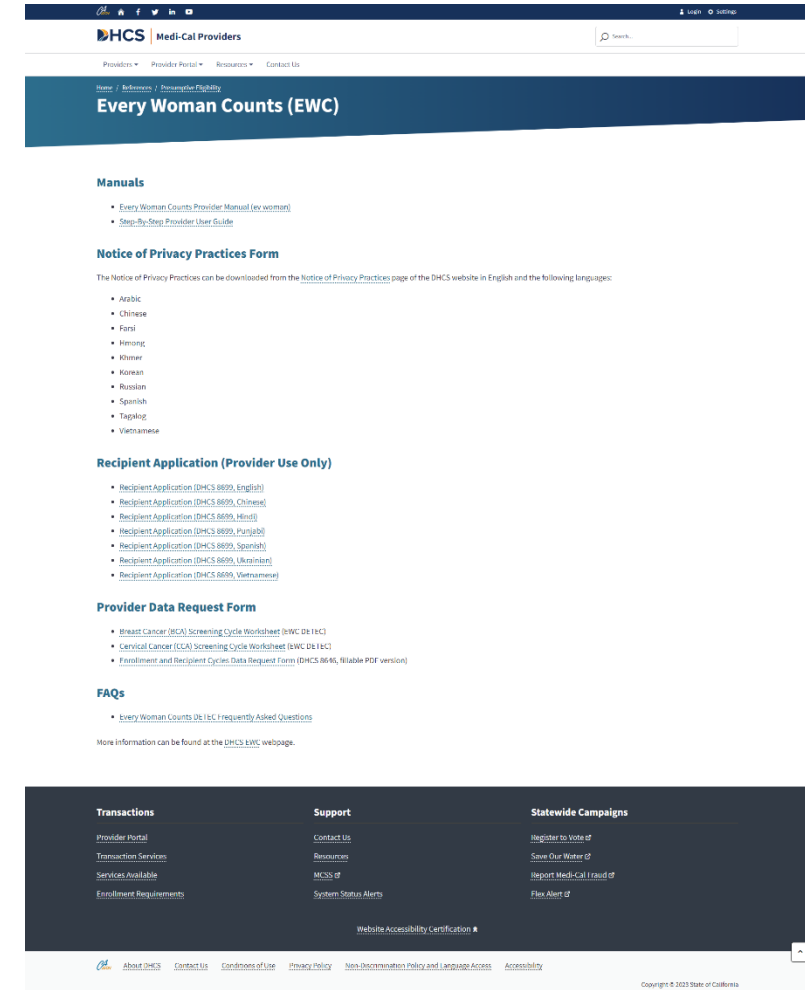 Login Settings
DHCS Medi-Cal Providers
Search...
Providers Provider Portal Resources Contact Us
Home / References / Presumptive Eligibility
Every Woman Counts (EWC)
Manuals
Every Woman Counts Provider Manual (ev woman)
Step-By-Step Provider User Guide
Notice of Privacy Practices Form
The Notice of Privacy Practices can be downloaded from the Notice of Privacy Practices page of the DHCS website in English and the following languages:
Arabic
Chinese
Farsi
Hmong
Khmer
Korean
Russian
Spanish
Tagalog
Vietnamese
Recipient Application (Provider Use Only)
Recipient Application (DHCS 8699, English)
Recipient Application (DHCS 8699, Chinese)
Recipient Application (DHCS 8699, Hindi)
Recipient Application (DHCS 8699, Punjabi)
Recipient Application (DHCS 8699, Spanish)
Recipient Application (DHCS 8699, Ukrainian)
Recipient Application (DHCS 8699, Vietnamese)
Provider Data Request Form
Breast Cancer (BCA) Screening Cycle Worksheet (EWC DETEC)
Cervical Cancer (CCA) Screening Cycle Worksheet (EWC DETEC)
Enrollment and Recipient Cycles Data Request Form (DHCS 8646, fillable PDF version)
FAQs
Every Woman Counts DETEC Frequently Asked Questions
More information can be found at the DHCS EWC webpage.
Transactions Support Statewide Campaigns
Provider Portal Contact Us Register to Vote
Transaction Services Resources Save Our Water
Services Available MCSS Report Medi-Cal Fraud
Enrollment Requirements System Status Alerts Flex Alert
Website Accessibility Certification
About DHCS Contact Us Conditions of Use Privacy Policy Non-Discrimination Policy and Language Access Accessibility
Copyright © 2023 State of California